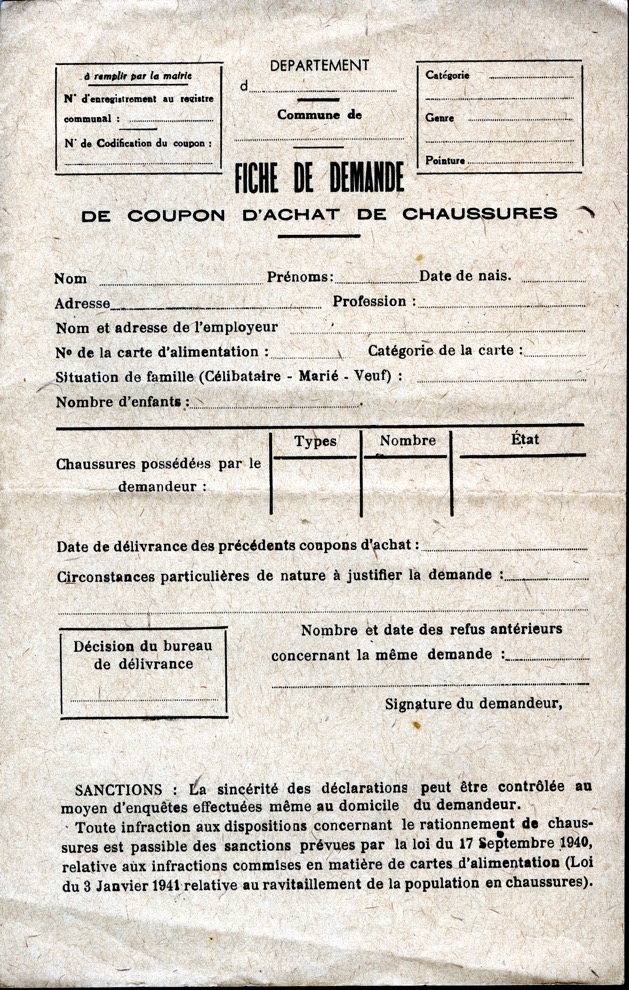 à remplir par la mairie
N° d'enregistrement au registre
communal :
N° de Codification du coupon :
DEPARTEMENT
d
Commune de
Catégorie
Genre
Pointure
FICHE DE DEMANDE
DE COUPON D'ACHAT DE CHAUSSURES
Nom Prénoms: Date de nais.
Adresse Profession :
Nom et adresse de l'employeur
N° de la carte d'alimentation : Catégorie de la carte :
Situation de famille (Célibataire - Marié - Veuf) :
Nombre d'enfants :
Types Nombre État
Chaussures possédées par le
demandeur :
Date de délivrance des précédents coupons d'achat :
Circonstances particulières de nature à justifier la demande :
Décision du bureau
de délivrance
Nombre et date des refus antérieurs
concernant la même demande :
Signature du demandeur,
SANCTIONS : La sincérité des déclarations peut être contrôlée au
moyen d'enquêtes effectuées même au domicile du demandeur.
Toute infraction aux dispositions concernant le rationnement de chaus-
sures est passible des sanctions prévues par la loi du 17 Septembre 1940,
relative aux infractions commises en matière de cartes d'alimentation (Loi
du 3 Janvier 1941 relative au ravitaillement de la population en chaussures).